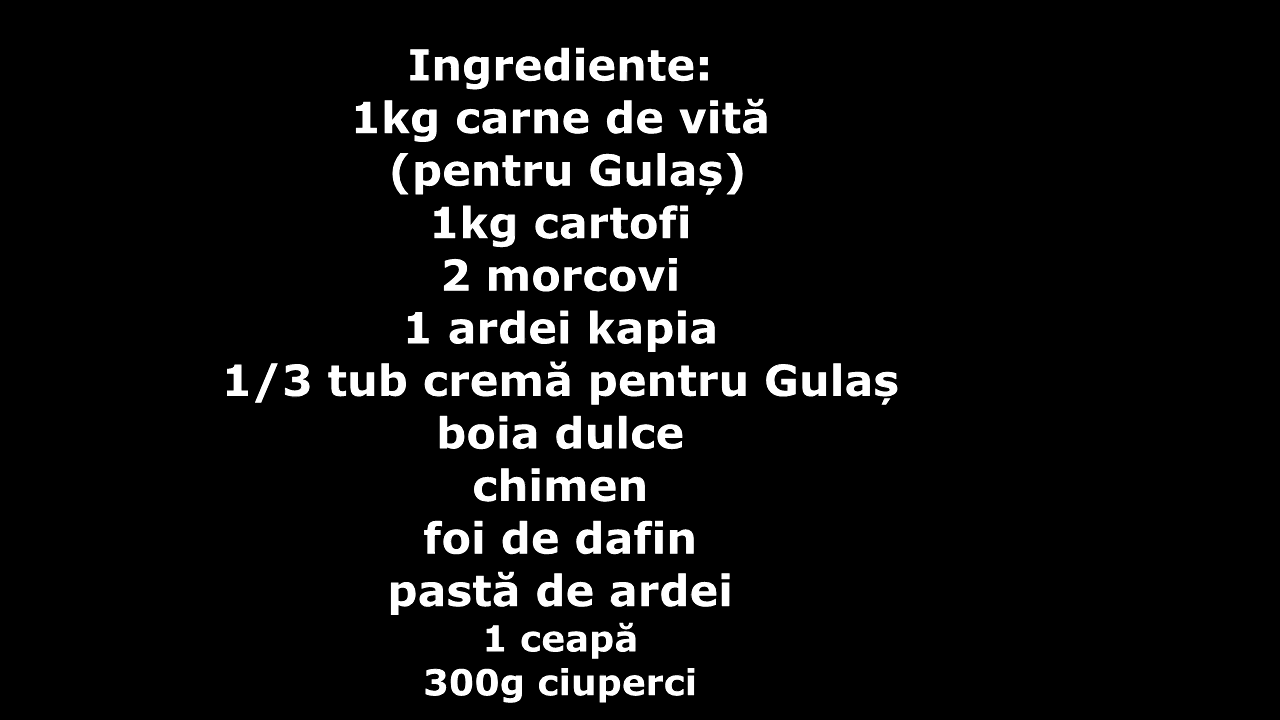 Ingrediente:
1kg carne de vită
(pentru Gulaș)
1kg cartofi
2 morcovi
1 ardei kapia
1/3 tub cremă pentru Gulaș
boia dulce
chimen
foi de dafin
pastă de ardei
1 ceapă
300g ciuperci